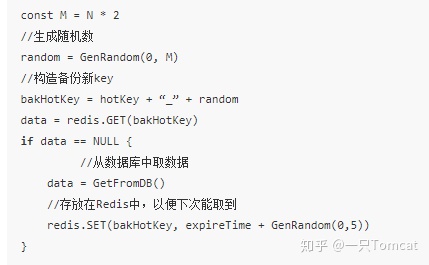 const M = N * 2
//生成随机数
random = GenRandom(0, M)
//构造备份新key
bakHotKey = hotKey + “_” + random
data = redis.GET(bakHotKey)
if data == NULL {
//从数据库中取数据
data = GetFromDB()
//存放在Redis中，以便下次能取到
redis.SET(bakHotKey, expireTime + GenRandom(0,5))
}
知乎 @一只Tomcat